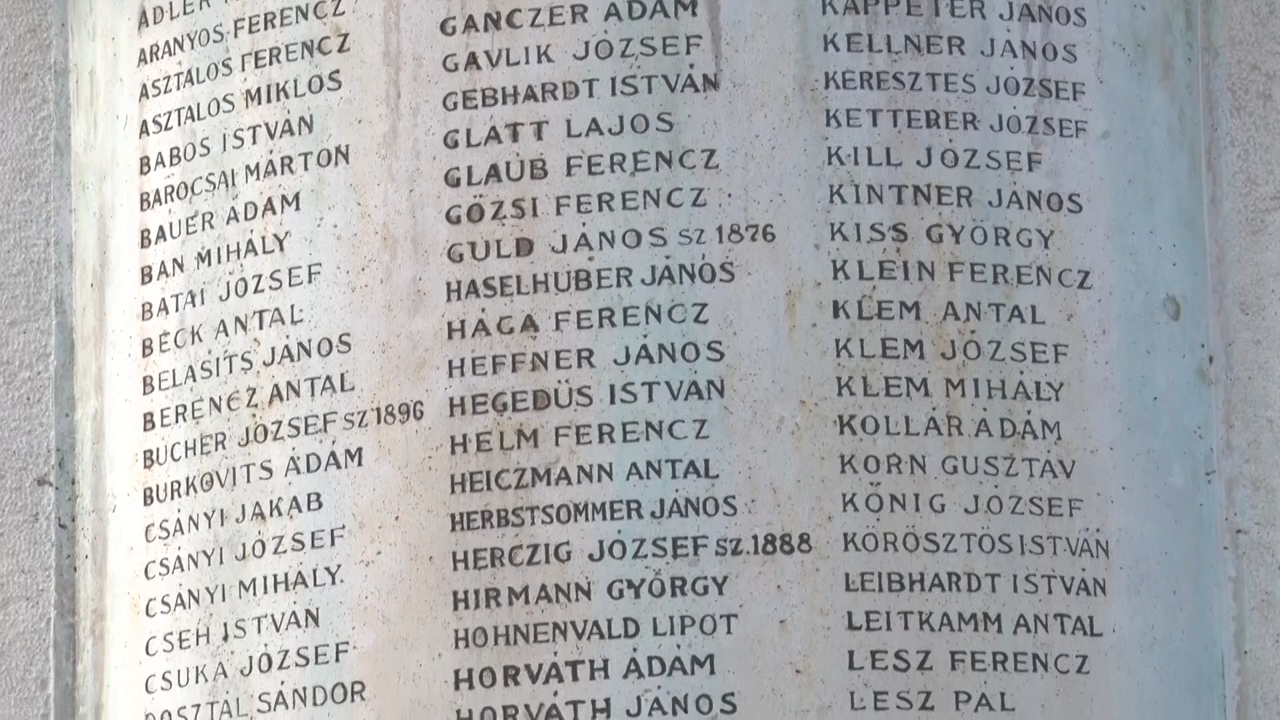 ADLER
ARANYOS FERENCZ
ASZTALOS FERENCZ
ASZTALOS MIKLOS
BABOS ISTVÁN
BAROCSAI MÁRTON
BAUER ÁDÁM
BAN MIHÁLY
BATAI JÓZSEF
BECK ANTAL
BELASITS JÁNOS
BERENCZ ANTAL
BUCHER JÓZSEF SZ 1896
BURKOVITS ÁDÁM
CSÁNYI JAKAB
CSÁNYI JÓZSEF
CSÁNYI MIHÁLY.
CSEH ISTVÁN
CSUKA JÓZSEF
DOSZTÁL SÁNDOR
GANCZER ÁDÁM
GAVLIK JÓZSEF
GEBHARDT ISTVÁN
GLATT LAJOS
GLAUB FERENCZ
GŐZSI FERENCZ
GULD JÁNOS SZ 1876
HASELHUBER JÁNOS
HÁGA FERENCZ
HEFFNER JÁNOS
HEGEDÜS ISTVÁN
HELM FERENCZ
HEICZMANN ANTAL
HERBSTSOMMER JÁNOS
HERCZIG JÓZSEF SZ.1888
HIRMANN GYÖRGY
HOHNENVALD LIPOT
HORVÁTH ÁDÁM
HORVÁTH JÁNOS
KAPPETER JÁNOS
KELLNER JÁNOS
KERESZTES JÓZSEF
KETTERER JÓZSEF
KILL JÓZSEF
KINTNER JÁNOS
KISS GYÖRGY
KLEIN FERENCZ
KLEM ANTAL
KLEM JÓZSEF
KLEM MIHÁLY
KOLLÁR ÁDÁM
KORN GUSZTÁV
KŐNIG JÓZSEF
KÖRÖSZTÖS ISTVÁN
LEIBHARDT ISTVÁN
LEITKAMM ANTAL
LESZ FERENCZ
LESZ PÁL